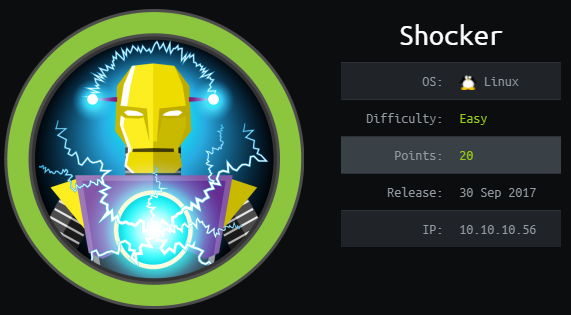 Shocker
OS: Linux
Difficulty: Easy
Points: 20
Release: 30 Sep 2017
IP: 10.10.10.56